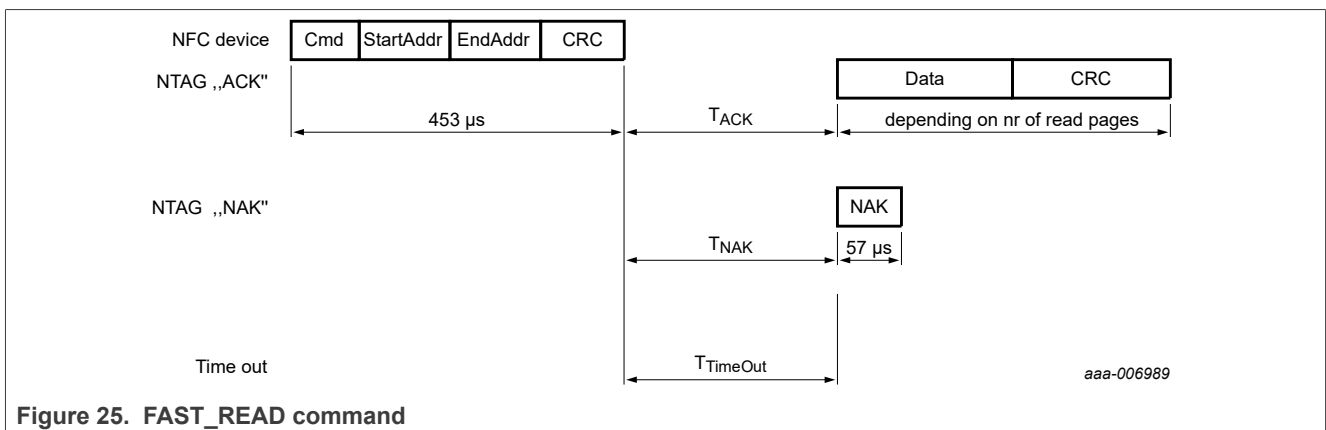 NFC device Cmd StartAddr EndAddr CRC
NTAG ,,ACK" Data CRC
453 µs TACK depending on nr of read pages
NTAG ,,NAK" NAK
TNAK 57 µs
Time out TTimeOut aaa-006989
Figure 25. FAST_READ command